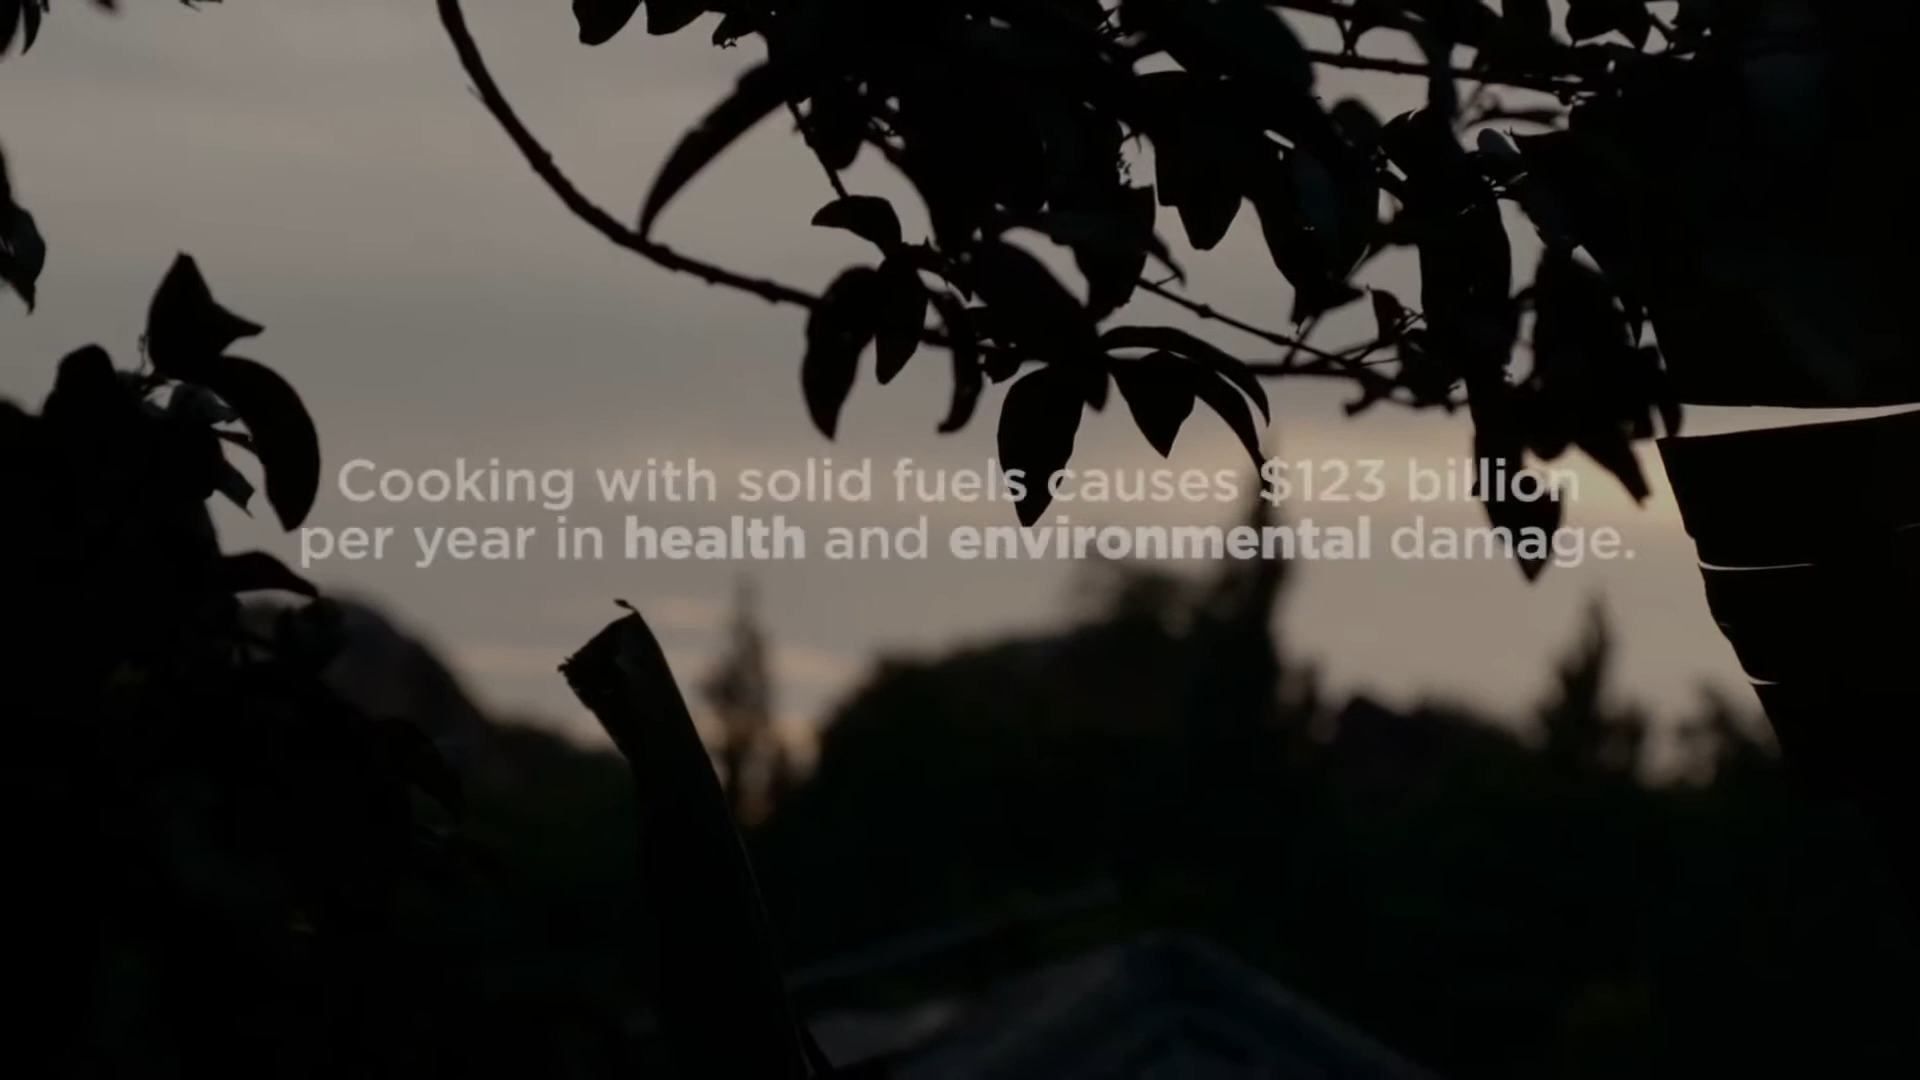 Cooking with solid fuels causes $123 billion
per year in health and environmental damage.